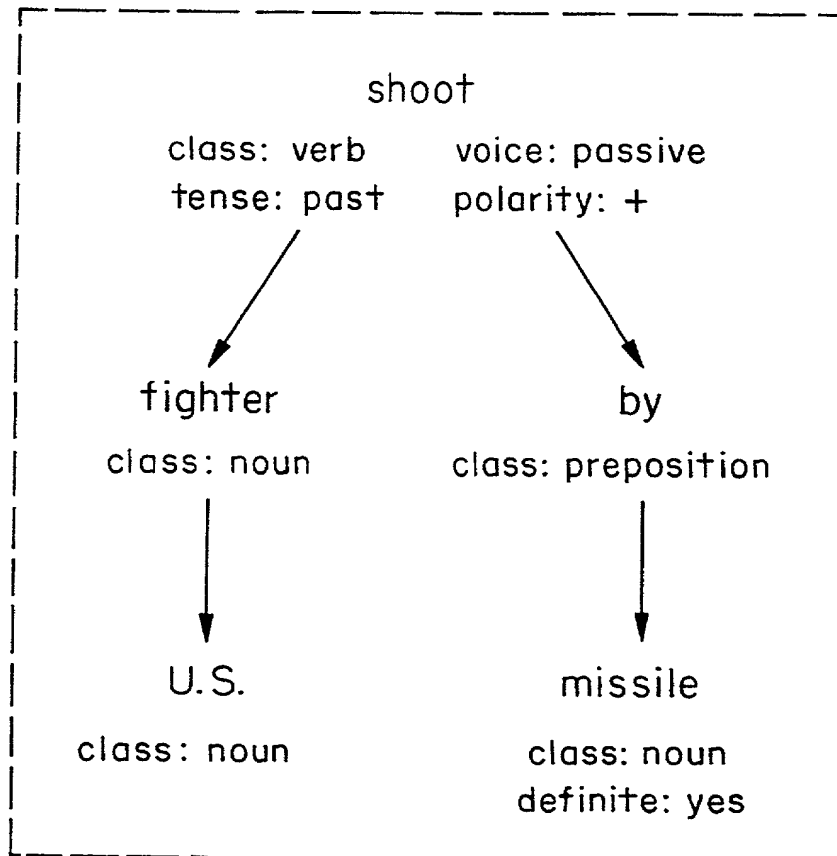 shoot
class: verb voice: passive
tense: past polarity: +
fighter by
class: noun class: preposition
U.S. missile
class: noun class: noun
definite: yes